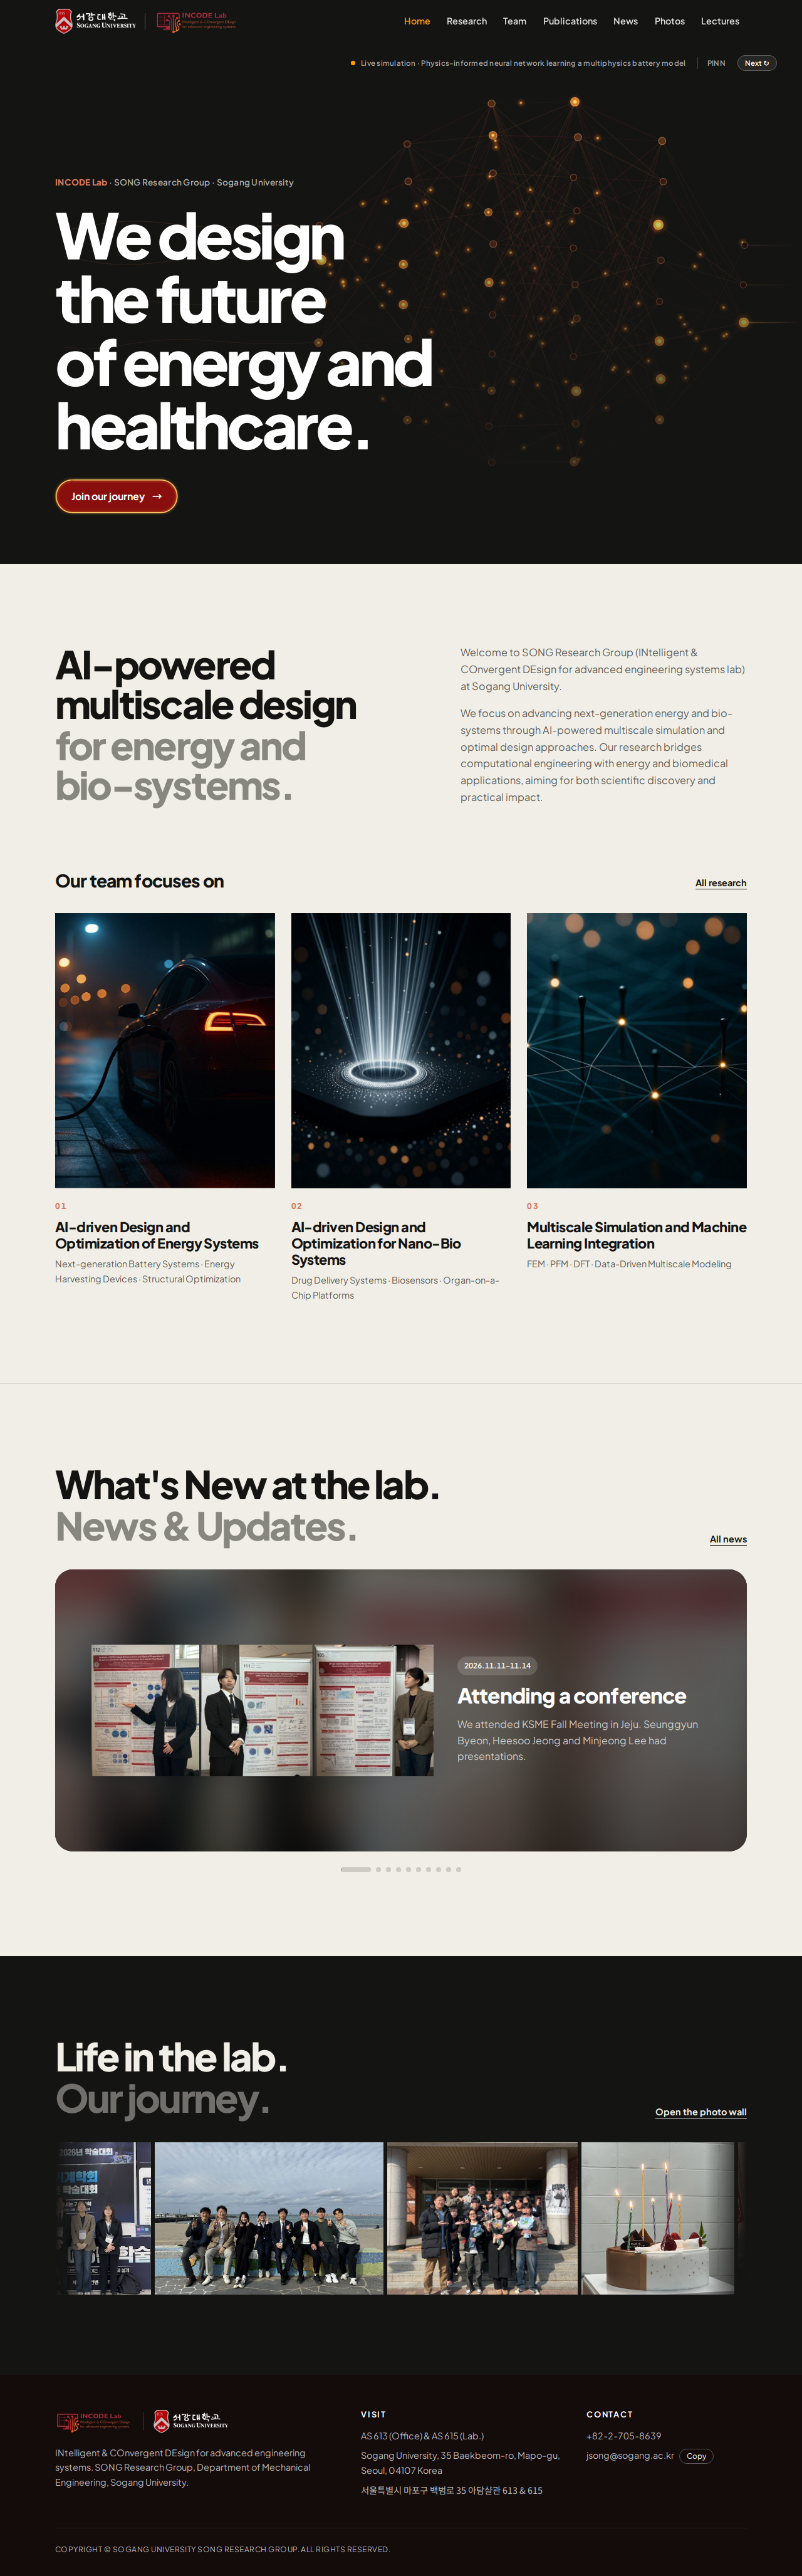 서강대학교
SOGANG UNIVERSITY
INCODE Lab
Home Research Team Publications News Photos Lectures
Live simulation · Physics-informed neural network learning a multiphysics battery model
PINN
Next ↻
INCODE Lab · SONG Research Group · Sogang University
We design
the future
of energy and
healthcare.
Join our journey →
AI-powered
multiscale design
for energy and
bio-systems.
Welcome to SONG Research Group (INtelligent &
COnvergent DEsign for advanced engineering systems lab)
at Sogang University.
We focus on advancing next-generation energy and bio-
systems through AI-powered multiscale simulation and
optimal design approaches. Our research bridges
computational engineering with energy and biomedical
applications, aiming for both scientific discovery and
practical impact.
Our team focuses on
All research
01
AI-driven Design and
Optimization of Energy Systems
Next-generation Battery Systems · Energy
Harvesting Devices · Structural Optimization
02
AI-driven Design and
Optimization for Nano-Bio
Systems
Drug Delivery Systems · Biosensors · Organ-on-a-
Chip Platforms
03
Multiscale Simulation and Machine
Learning Integration
FEM · PFM · DFT · Data-Driven Multiscale Modeling
What's New at the lab.
News & Updates.
All news
2026.11.11-11.14
Attending a conference
We attended KSME Fall Meeting in Jeju. Seunggyun
Byeon, Heesoo Jeong and Minjeong Lee had
presentations.
Life in the lab.
Our journey.
Open the photo wall
2026년 학술대회
INCODE Lab
서강대학교
SOGANG UNIVERSITY
INtelligent & COnvergent DEsign for advanced engineering
systems. SONG Research Group, Department of Mechanical
Engineering, Sogang University.
VISIT
AS 613 (Office) & AS 615 (Lab.)
Sogang University, 35 Baekbeom-ro, Mapo-gu,
Seoul, 04107 Korea
서울특별시 마포구 백범로 35 아담샬관 613 & 615
CONTACT
+82-2-705-8639
jsong@sogang.ac.kr
Copy
COPYRIGHT © SOGANG UNIVERSITY SONG RESEARCH GROUP. ALL RIGHTS RESERVED.